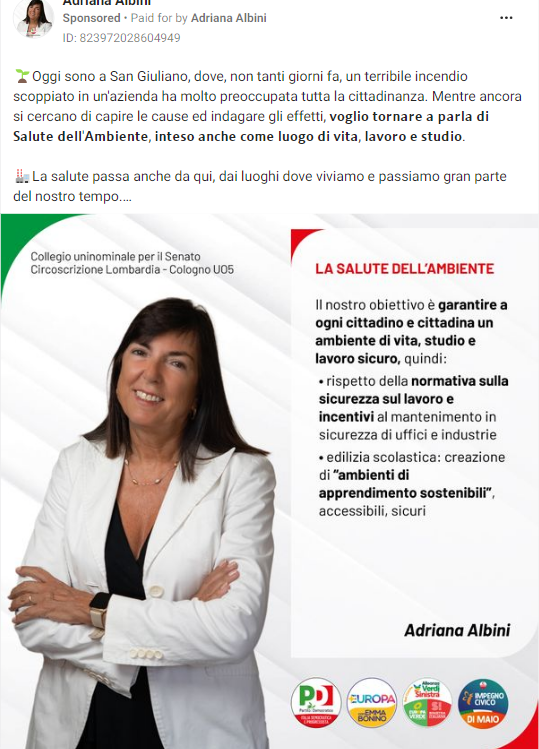 Adriana Albini
Sponsored • Paid for by Adriana Albini
ID: 823972028604949
🌱Oggi sono a San Giuliano, dove, non tanti giorni fa, un terribile incendio
scoppiato in un'azienda ha molto preoccupata tutta la cittadinanza. Mentre ancora
si cercano di capire le cause ed indagare gli effetti, voglio tornare a parla di
Salute dell'Ambiente, inteso anche come luogo di vita, lavoro e studio.
🏭La salute passa anche da qui, dai luoghi dove viviamo e passiamo gran parte
del nostro tempo....
Collegio uninominale per il Senato
Circoscrizione Lombardia - Cologno U05
LA SALUTE DELL'AMBIENTE
Il nostro obiettivo è garantire a
ogni cittadino e cittadina un
ambiente di vita, studio e
lavoro sicuro, quindi:
• rispetto della normativa sulla
sicurezza sul lavoro e
incentivi al mantenimento in
sicurezza di uffici e industrie
• edilizia scolastica: creazione
di "ambienti di
apprendimento sostenibili",
accessibili, sicuri
Adriana Albini
PD
Partito Democratico
ITALIA DEMOCRATICA
E PROGRESSISTA
+EUROPA
EMMA
BONINO
Alleanza
Verdi
Sinistra
EUROPA
VERDE
SI
SINISTRA
ITALIANA
IMPEGNO
CIVICO
DI MAIO